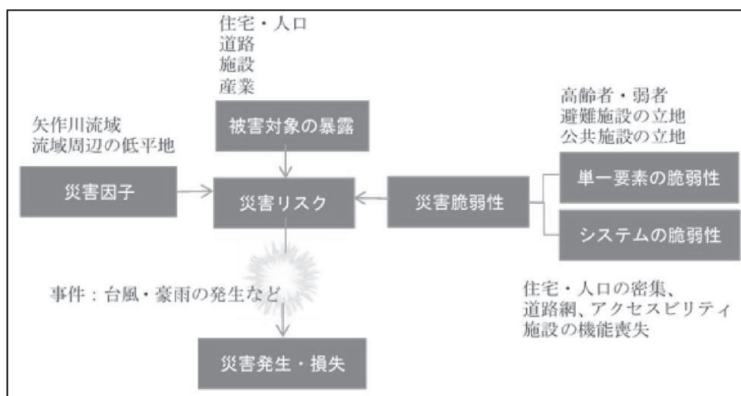 住宅・人口
道路
施設
産業
被害対象の暴露
矢作川流域
流域周辺の低平地
災害因子
災害リスク
災害脆弱性
高齢者・弱者
避難施設の立地
公共施設の立地
単一要素の脆弱性
システムの脆弱性
住宅・人口の密集、
道路網、アクセスビリティ
施設の機能喪失
事件：台風・豪雨の発生など
災害発生・損失